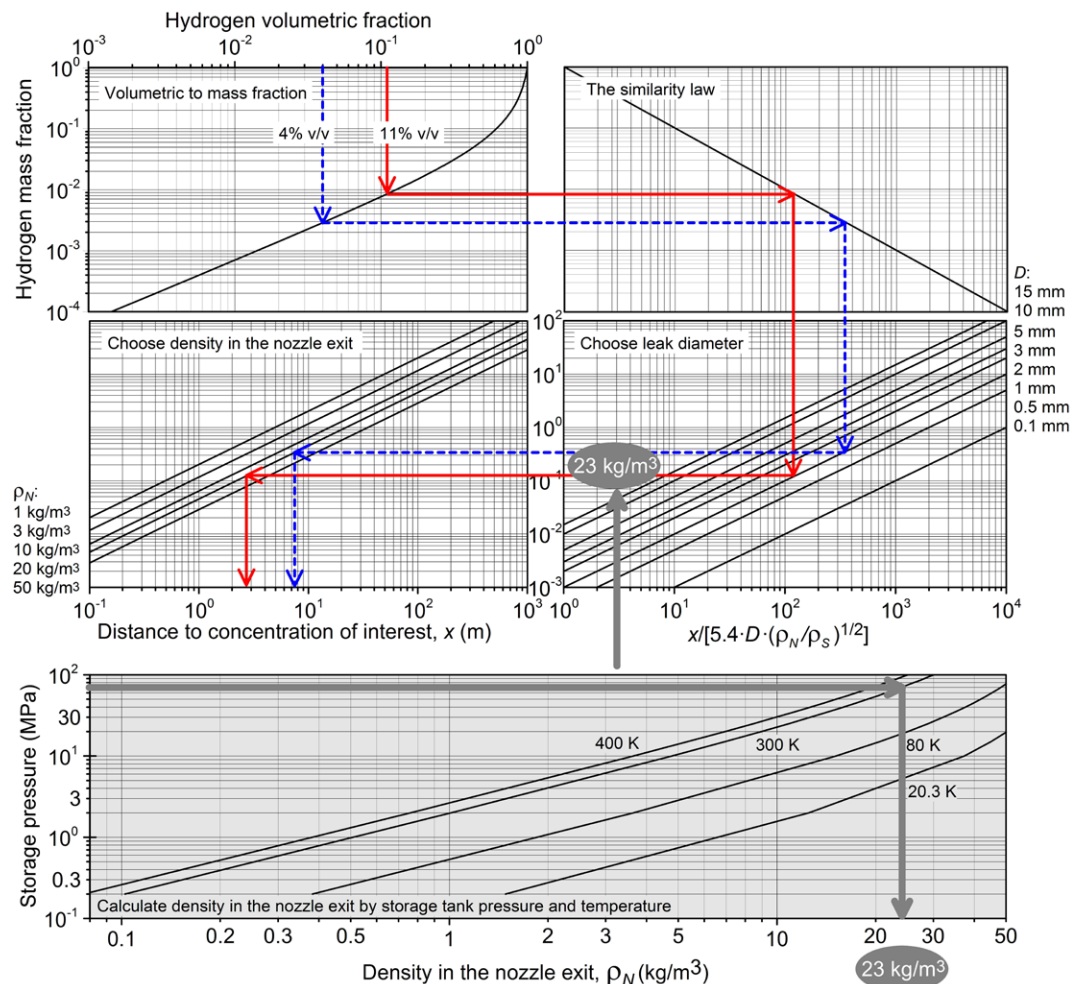 Hydrogen volumetric fraction
10⁻³ 10⁻² 10⁻¹ 10⁰
10⁰
10⁻¹
10⁻²
10⁻³
10⁻⁴
Hydrogen mass fraction
Volumetric to mass fraction
4% v/v 11% v/v
The similarity law
D:
15 mm
10 mm
5 mm
3 mm
2 mm
1 mm
0.5 mm
0.1 mm
Choose density in the nozzle exit
10²
10¹
10⁰
10⁻¹
10⁻²
10⁻³
Choose leak diameter
23 kg/m³
ρN:
1 kg/m³
3 kg/m³
10 kg/m³
20 kg/m³
50 kg/m³
10⁻¹ 10⁰ 10¹ 10² 10³
Distance to concentration of interest, x (m)
10⁰ 10¹ 10² 10³ 10⁴
x/[5.4·D·(ρN/ρS)^1/2]
10²
30
10¹
3
10⁰
0.3
10⁻¹
Storage pressure (MPa)
400 K 300 K 80 K
20.3 K
Calculate density in the nozzle exit by storage tank pressure and temperature
0.1 0.2 0.3 0.5 1 2 3 5 10 20 30 50
Density in the nozzle exit, ρN (kg/m³)
23 kg/m³